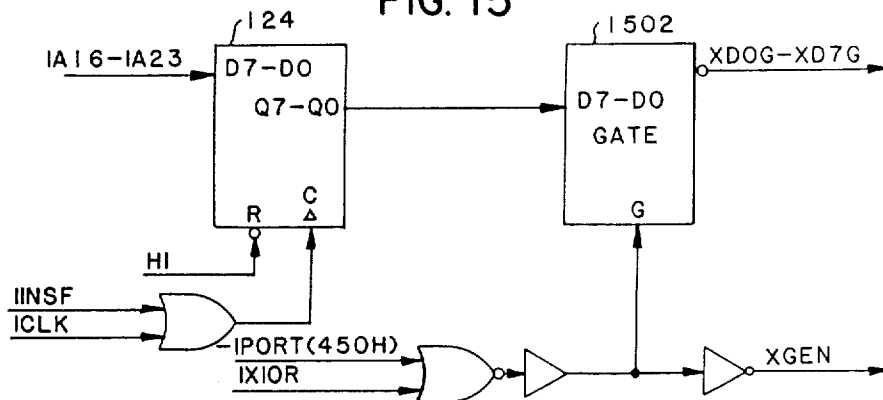 FIG. 15
124
1502
IA16-IA23
D7-D0
XD0G-XD7G
Q7-Q0
D7-D0
GATE
C
R
G
HI
IINSF
ICLK
-IPORT(450H)
IXIOR
XGEN